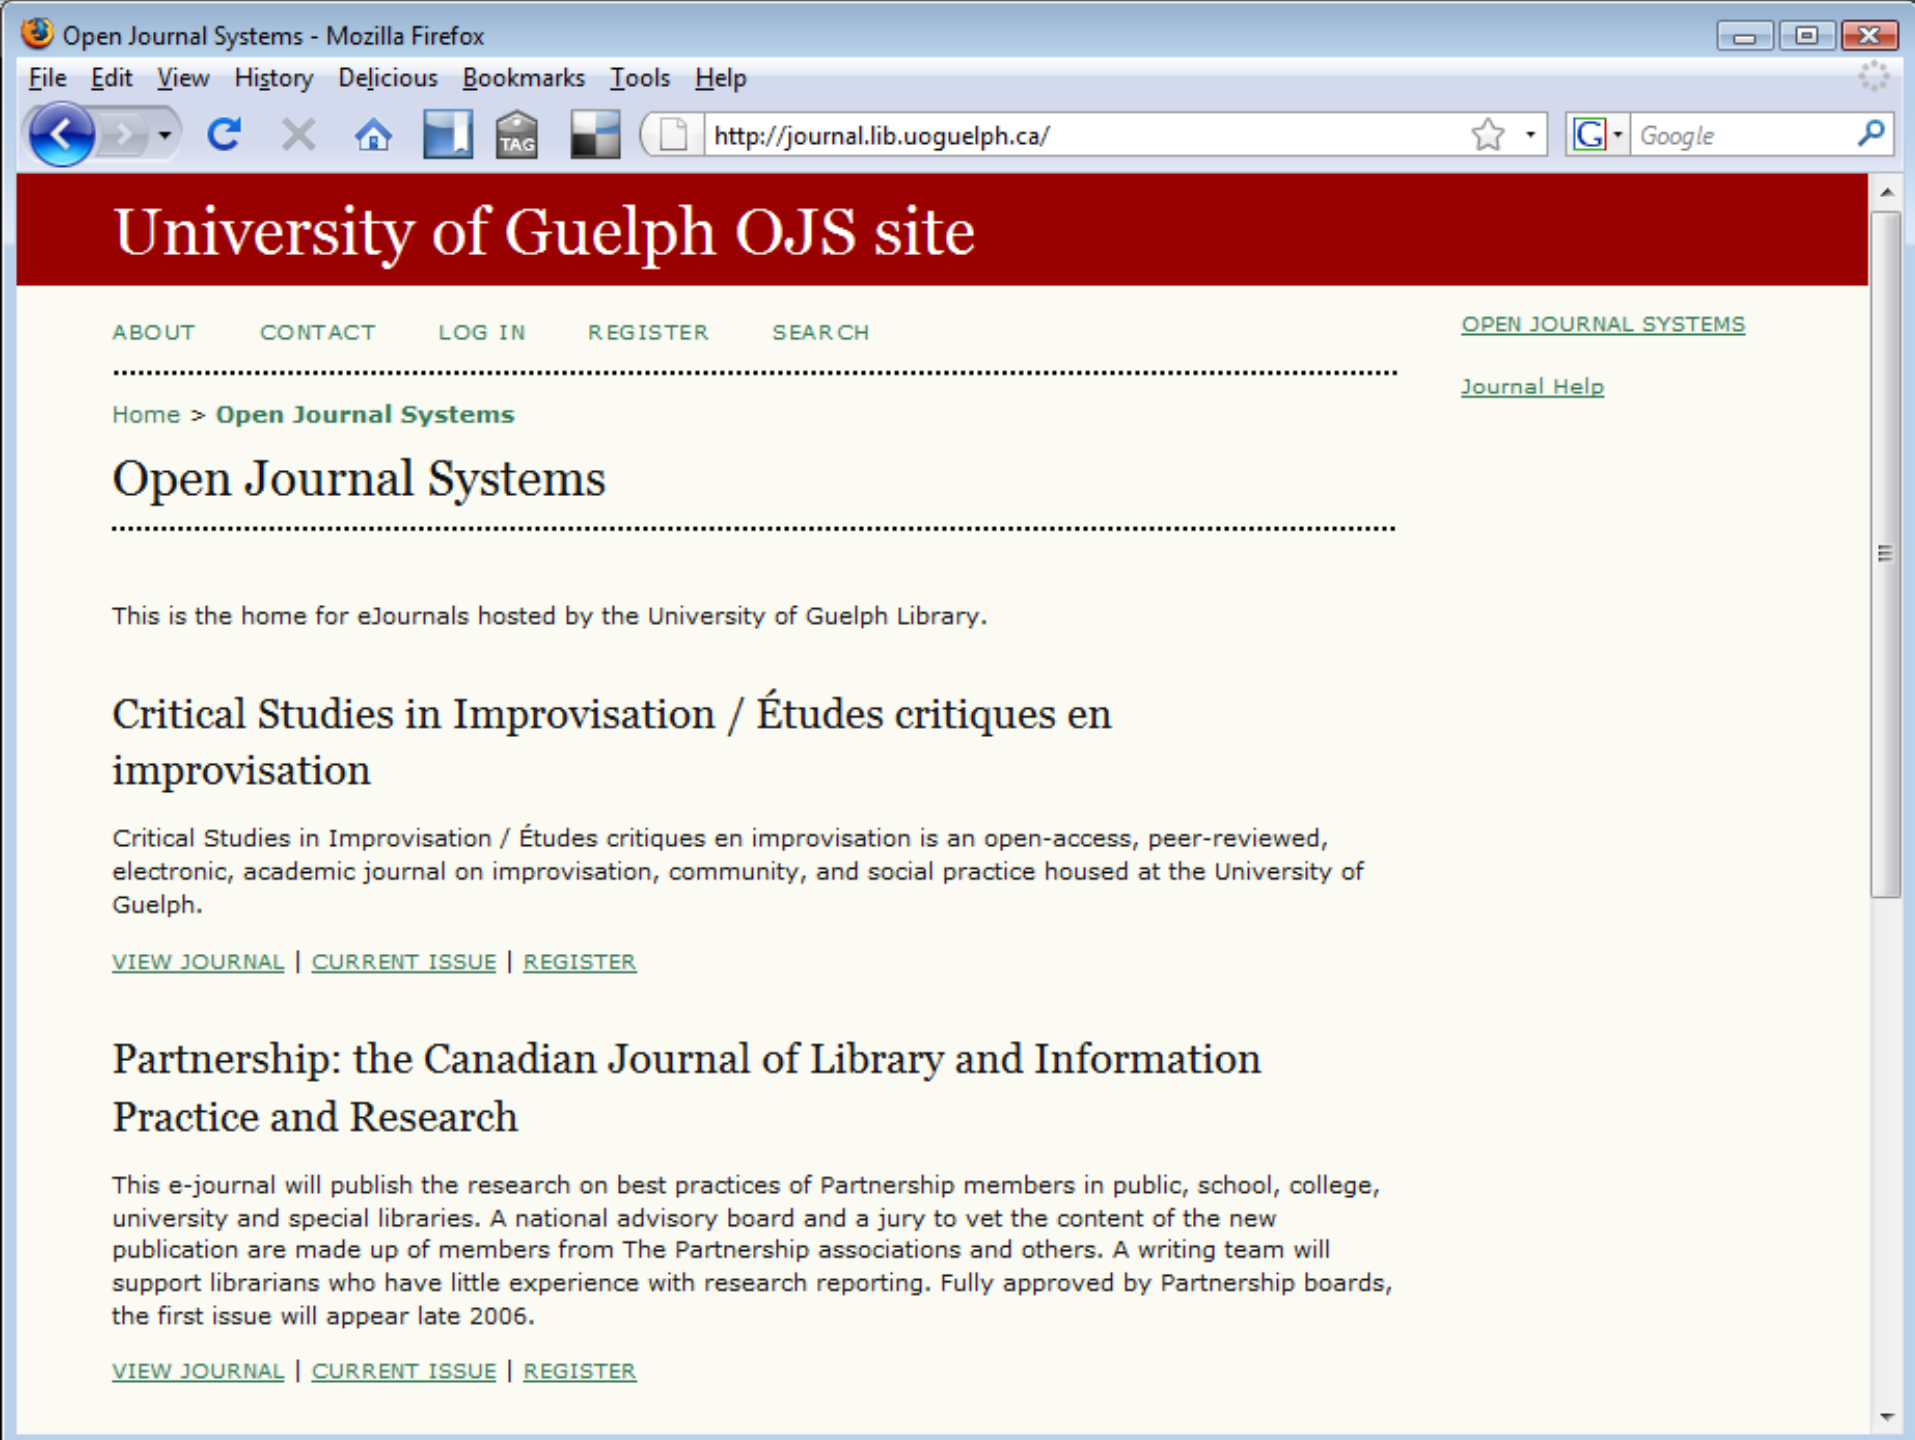 Open Journal Systems - Mozilla Firefox
File Edit View History Delicious Bookmarks Tools Help
TAG http://journal.lib.uoguelph.ca/ G Google
University of Guelph OJS site
ABOUT CONTACT LOG IN REGISTER SEARCH
OPEN JOURNAL SYSTEMS
Journal Help
Home > Open Journal Systems
Open Journal Systems
This is the home for eJournals hosted by the University of Guelph Library.
Critical Studies in Improvisation / Études critiques en
improvisation
Critical Studies in Improvisation / Études critiques en improvisation is an open-access, peer-reviewed,
electronic, academic journal on improvisation, community, and social practice housed at the University of
Guelph.
VIEW JOURNAL | CURRENT ISSUE | REGISTER
Partnership: the Canadian Journal of Library and Information
Practice and Research
This e-journal will publish the research on best practices of Partnership members in public, school, college,
university and special libraries. A national advisory board and a jury to vet the content of the new
publication are made up of members from The Partnership associations and others. A writing team will
support librarians who have little experience with research reporting. Fully approved by Partnership boards,
the first issue will appear late 2006.
VIEW JOURNAL | CURRENT ISSUE | REGISTER